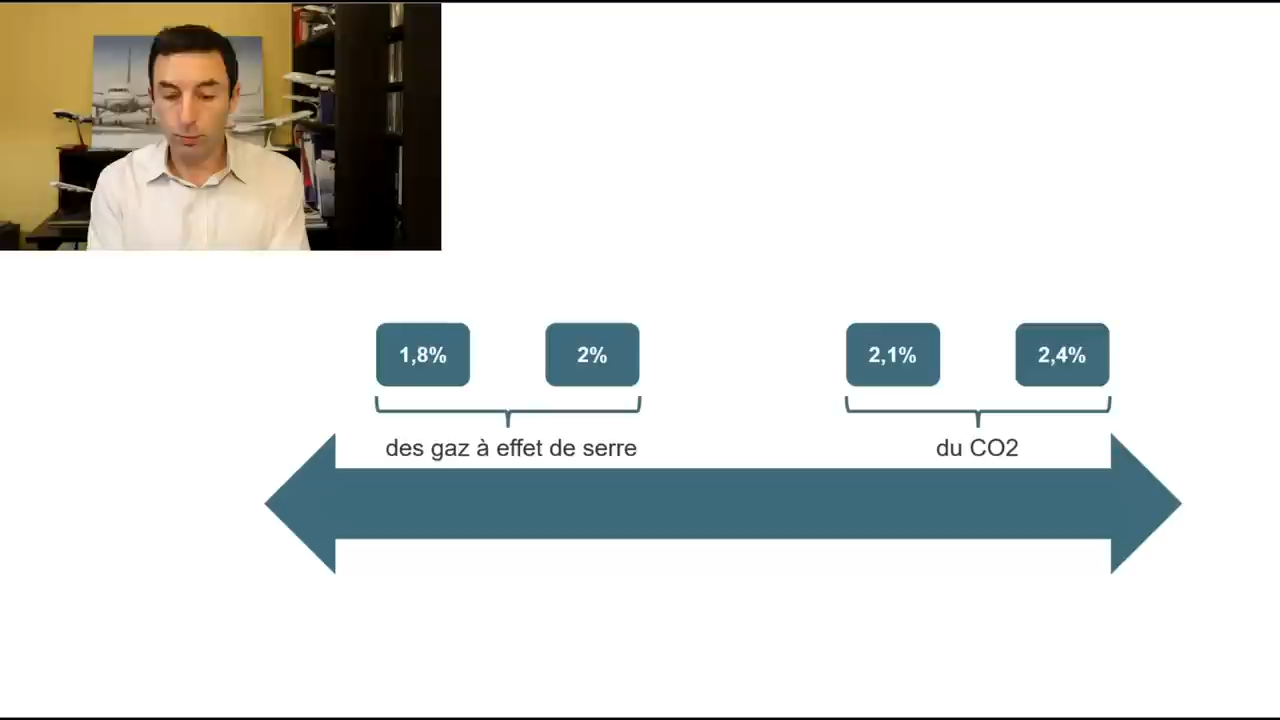 1,8%
2%
2,1%
2,4%
des gaz à effet de serre
du CO2